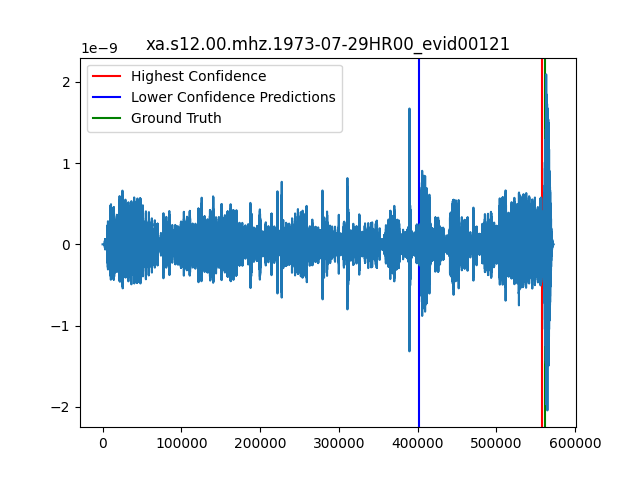 xa.s12.00.mhz.1973-07-29HR00_evid00121
1e−9
Highest Confidence
Lower Confidence Predictions
Ground Truth
2
1
0
−1
−2
0 100000 200000 300000 400000 500000 600000